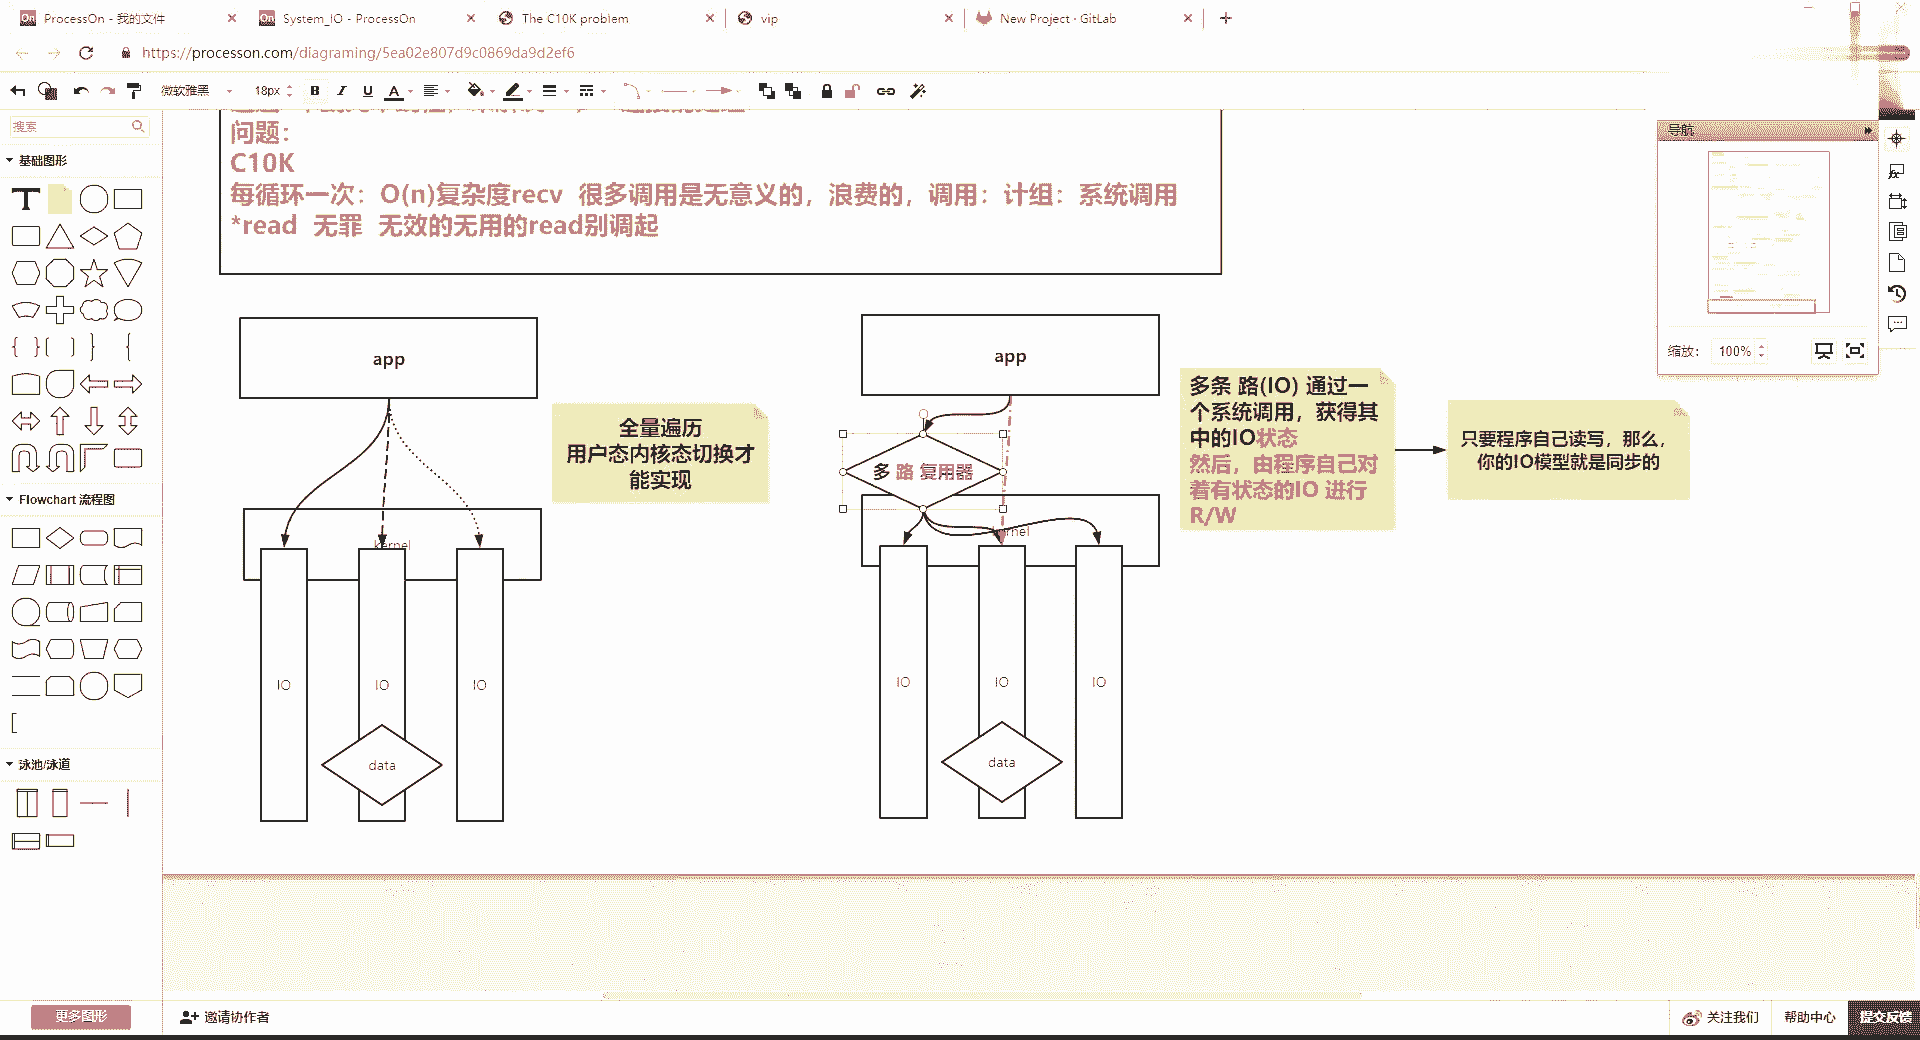 ProcessOn - 我的文件
System_IO - ProcessOn
The C10K problem
vip
New Project · GitLab
https://processon.com/diagraming/5ea02e807d9c0869da9d2ef6
微软雅黑
18px
B
I
U
A
搜索
基础图形
问题：
C10K
每循环一次：O(n)复杂度recv 很多调用是无意义的，浪费的，调用：计组：系统调用
*read 无罪 无效的无用的read别调起
导航
缩放：
100%
app
全量遍历
用户态内核态切换才
能实现
kernel
IO
IO
IO
data
app
多 路 复用器
IO
IO
IO
data
多条 路(IO) 通过一
个系统调用，获得其
中的IO状态
然后，由程序自己对
着有状态的IO 进行
R/W
只要程序自己读写，那么，
你的IO模型就是同步的
Flowchart 流程图
泳池/泳道
更多图形
邀请协作者
关注我们
帮助中心
提交反馈